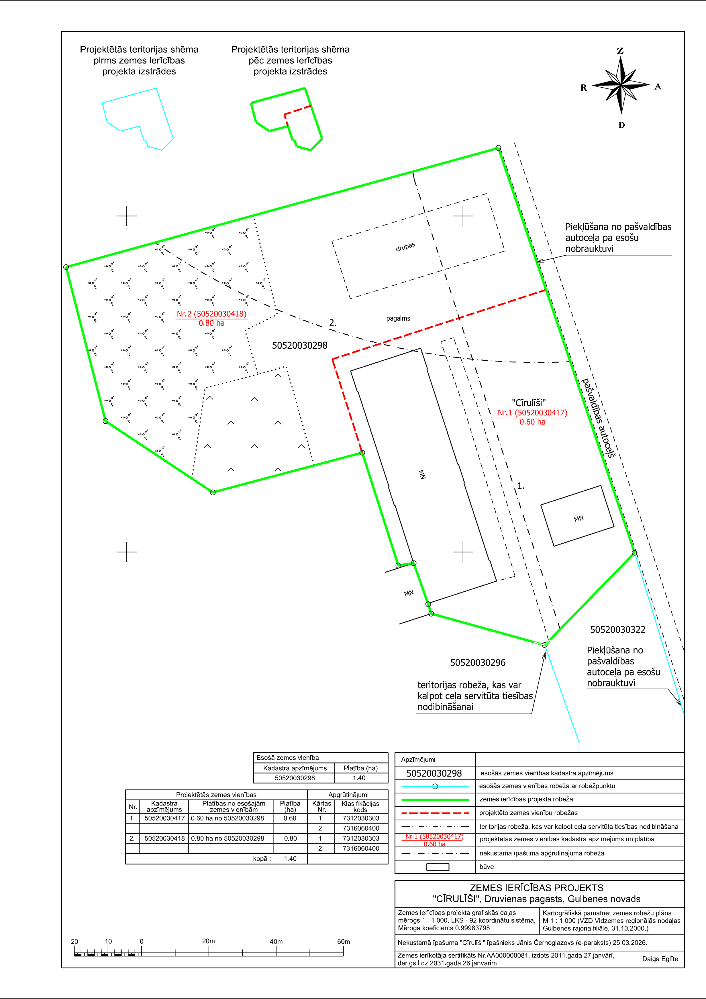 Projektētās teritorijas shēma
pirms zemes ierīcības
projekta izstrādes
Projektētās teritorijas shēma
pēc zemes ierīcības
projekta izstrādes
Z
R
A
D
Piekļūšana no pašvaldības
autoceļa pa esošu
nobrauktuvi
drupas
pagalms
2.
Nr.2 (50520030418)
0.80 ha
50520030298
"Cīrulīši"
Nr.1 (50520030417)
0.60 ha
pašvaldības autoceļš
MN
1.
MN
MN
50520030322
Piekļūšana no
pašvaldības
autoceļa pa esošu
nobrauktuvi
50520030296
teritorijas robeža, kas var
kalpot ceļa servitūta tiesības
nodibināšanai
Esošā zemes vienība
Kadastra apzīmējums Platība (ha)
50520030298 1.40
Projektētās zemes vienības Apgrūtinājumi
Nr. Kadastra apzīmējums Platības no esošajām zemes vienībām Platība (ha) Kārtas Nr. Klasifikācijas kods
1. 50520030417 0.60 ha no 50520030298 0.60 1. 7312030303
2. 7316060400
2. 50520030418 0.80 ha no 50520030298 0.80 1. 7312030303
2. 7316060400
kopā : 1.40
Apzīmējumi
50520030298 esošās zemes vienības kadastra apzīmējums
esošās zemes vienības robeža ar robežpunktu
zemes ierīcības projekta robeža
projektēto zemes vienību robežas
teritorijas robeža, kas var kalpot ceļa servitūta tiesības nodibināšanai
Nr.1 (50520030417)
0.60 ha
projektētās zemes vienības kadastra apzīmējums un platība
nekustamā īpašuma apgrūtinājuma robeža
būve
ZEMES IERĪCĪBAS PROJEKTS
"CĪRULĪŠI", Druvienas pagasts, Gulbenes novads
Zemes ierīcības projekta grafiskās daļas
mērogs 1 : 1 000, LKS - 92 koordinātu sistēma,
Mēroga koeficients 0.99983798
Kartogrāfiskā pamatne: zemes robežu plāns
M 1 : 1 000 (VZD Vidzemes reģionālās nodaļas
Gulbenes rajona filiāle, 31.10.2000.)
Nekustamā īpašuma "Cīrulīši" īpašnieks Jānis Černoglazovs (e-paraksts) 25.03.2026.
Zemes ierīkotāja sertifikāts Nr.AA000000081, izdots 2011.gada 27.janvārī,
derīgs līdz 2031.gada 26.janvārim
Daiga Eglīte
20 10 0 20m 40m 60m